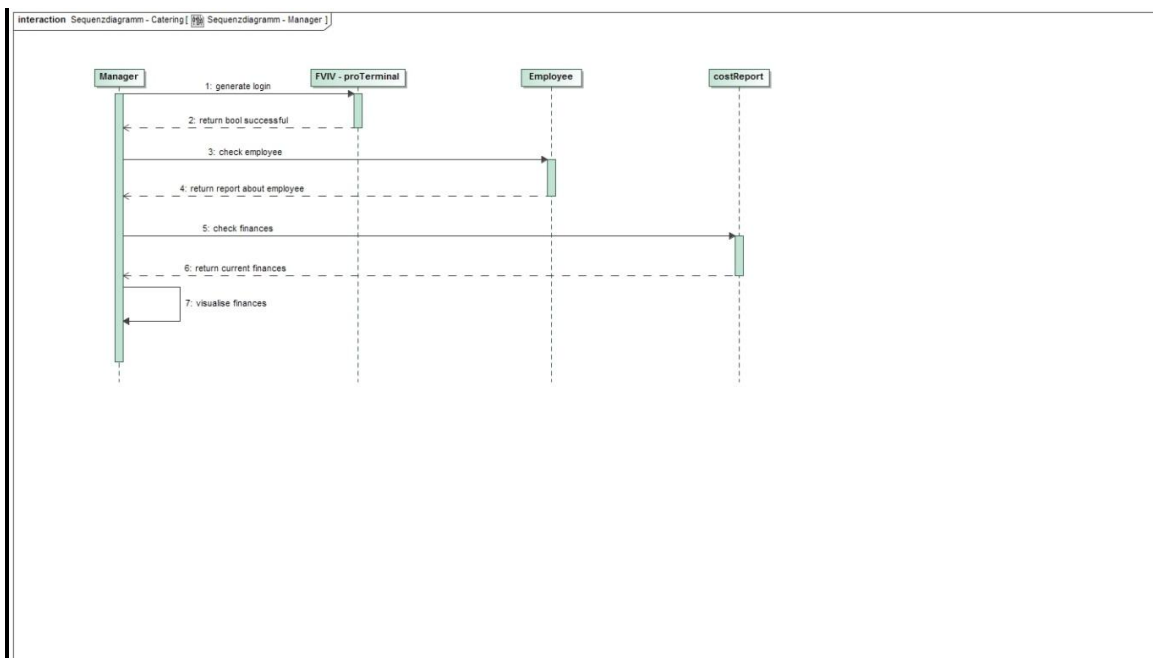 interaction Sequenzdiagramm - Catering [ Sequenzdiagramm - Manager ]
Manager
FVIV - proTerminal
Employee
costReport
1: generate login
2: return bool successful
3: check employee
4: return report about employee
5: check finances
6: return current finances
7: visualise finances